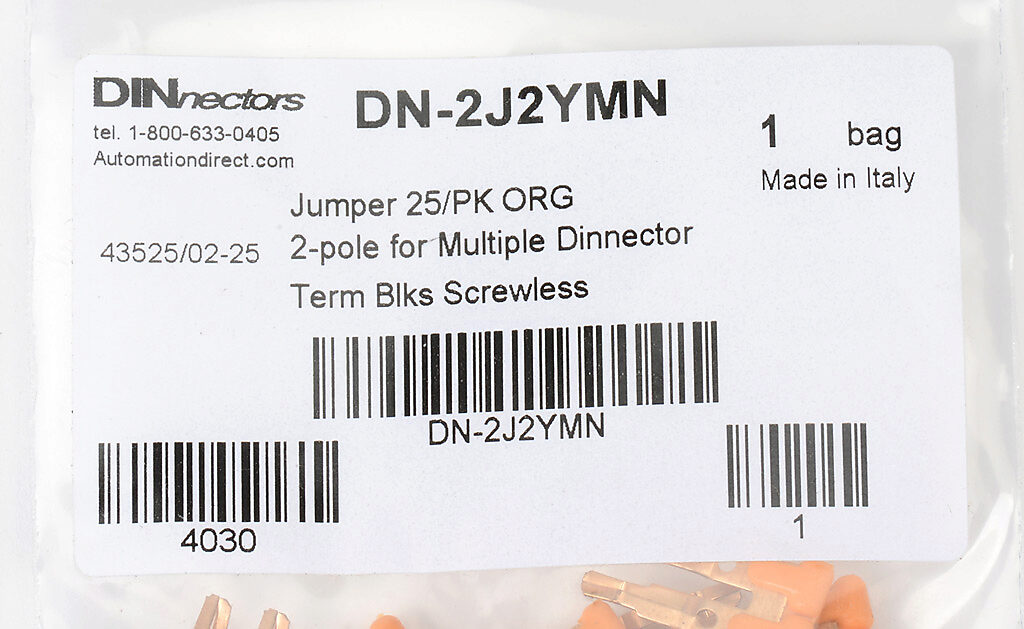 DINnectors
tel. 1-800-633-0405
Automationdirect.com
DN-2J2YMN
1 bag
Made in Italy
43525/02-25
Jumper 25/PK ORG
2-pole for Multiple Dinnector
Term Blks Screwless
DN-2J2YMN
4030
1